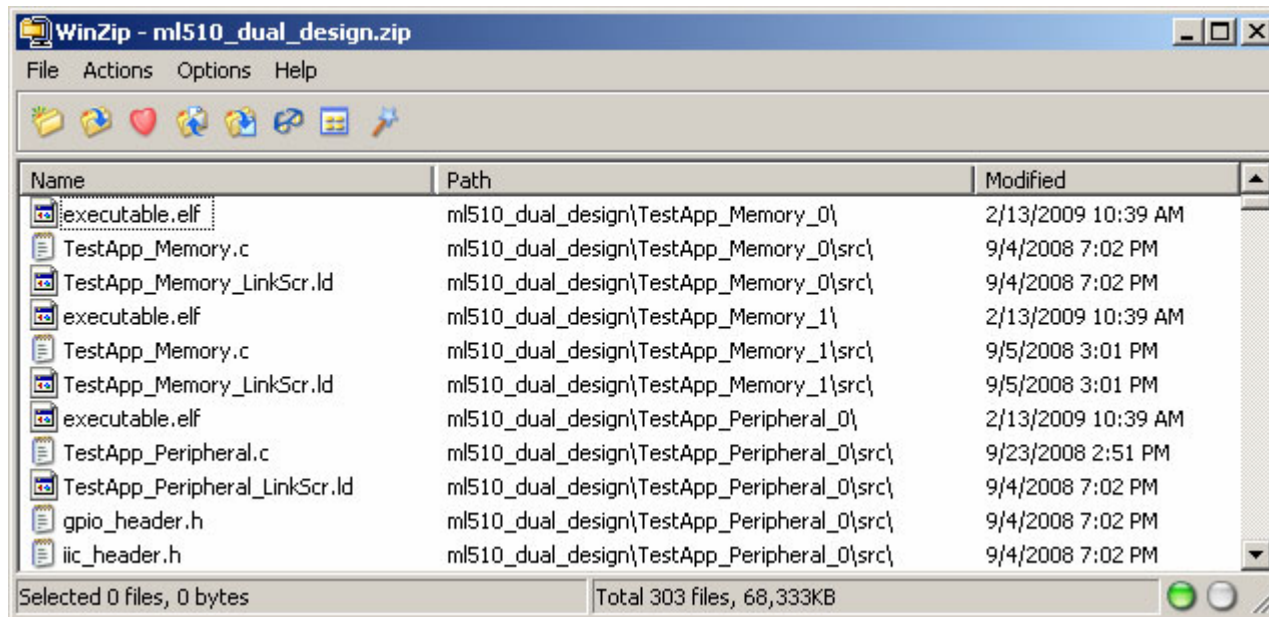 WinZip - ml510_dual_design.zip
File Actions Options Help
Name Path Modified
executable.elf ml510_dual_design\TestApp_Memory_0\ 2/13/2009 10:39 AM
TestApp_Memory.c ml510_dual_design\TestApp_Memory_0\src\ 9/4/2008 7:02 PM
TestApp_Memory_LinkScr.ld ml510_dual_design\TestApp_Memory_0\src\ 9/4/2008 7:02 PM
executable.elf ml510_dual_design\TestApp_Memory_1\ 2/13/2009 10:39 AM
TestApp_Memory.c ml510_dual_design\TestApp_Memory_1\src\ 9/5/2008 3:01 PM
TestApp_Memory_LinkScr.ld ml510_dual_design\TestApp_Memory_1\src\ 9/5/2008 3:01 PM
executable.elf ml510_dual_design\TestApp_Peripheral_0\ 2/13/2009 10:39 AM
TestApp_Peripheral.c ml510_dual_design\TestApp_Peripheral_0\src\ 9/23/2008 2:51 PM
TestApp_Peripheral_LinkScr.ld ml510_dual_design\TestApp_Peripheral_0\src\ 9/4/2008 7:02 PM
gpio_header.h ml510_dual_design\TestApp_Peripheral_0\src\ 9/4/2008 7:02 PM
iic_header.h ml510_dual_design\TestApp_Peripheral_0\src\ 9/4/2008 7:02 PM
Selected 0 files, 0 bytes Total 303 files, 68,333KB